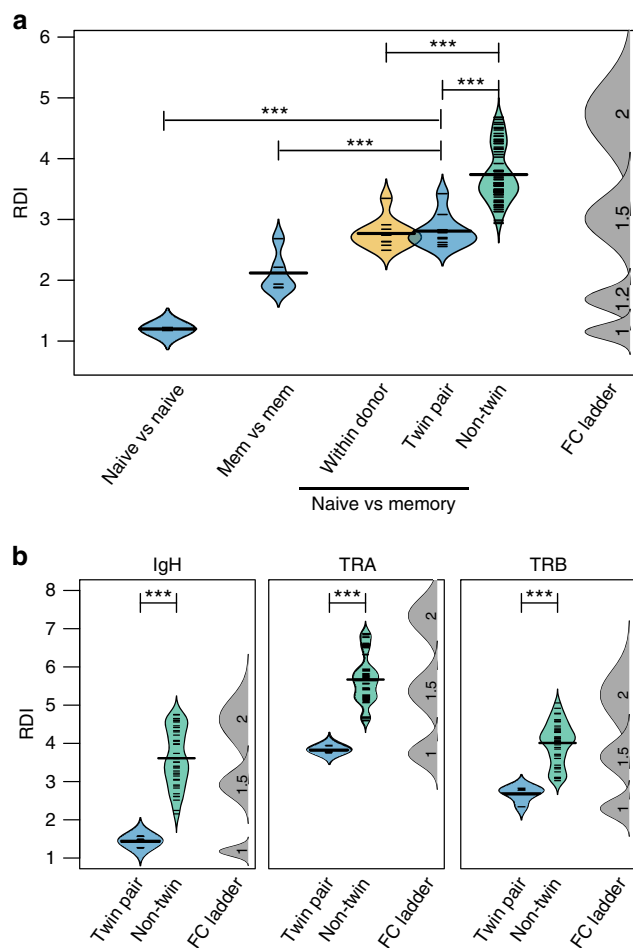 a
6
5
4
3
2
1
RDI
***
***
***
***
2
1.5
1.2
1
Naive vs naive
Mem vs mem
Within donor
Twin pair
Non-twin
FC ladder
Naive vs memory
b
IgH
TRA
TRB
8
7
6
5
4
3
2
1
RDI
***
***
***
2
1.5
1
2
1.5
1
2
1.5
1
Twin pair
Non-twin
FC ladder
Twin pair
Non-twin
FC ladder
Twin pair
Non-twin
FC ladder